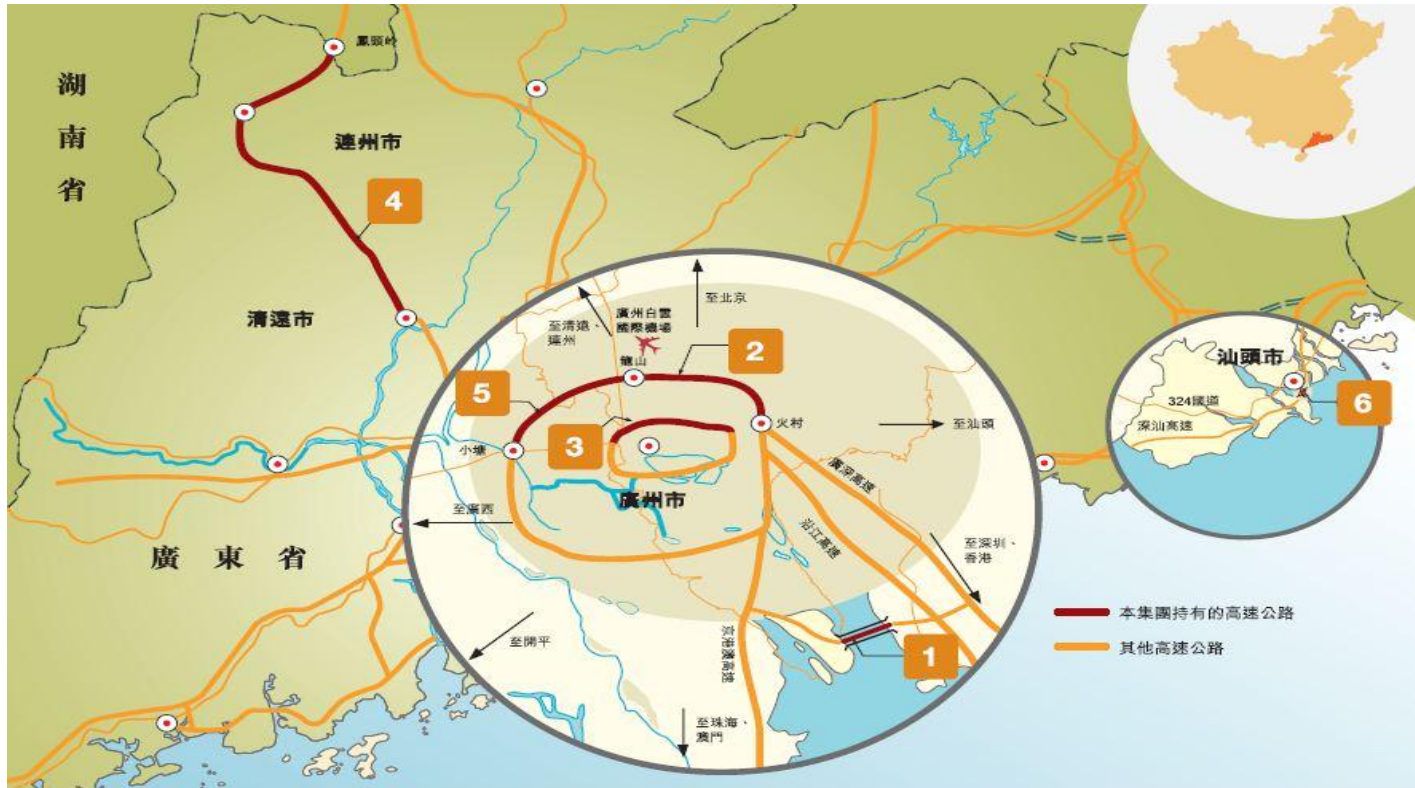 鳳頭岭
湖南省
連州市
4
清遠市
至北京
廣州白雲
國際機場
至清遠、
連州
龍山
2
5
3
火村
小塘
至汕頭
廣州市
廣深高速
沿江高速
至廣西
至深圳、
香港
廣東省
至開平
京港澳高速
1
至珠海、
澳門
汕頭市
324國道
6
深汕高速
本集團持有的高速公路
其他高速公路